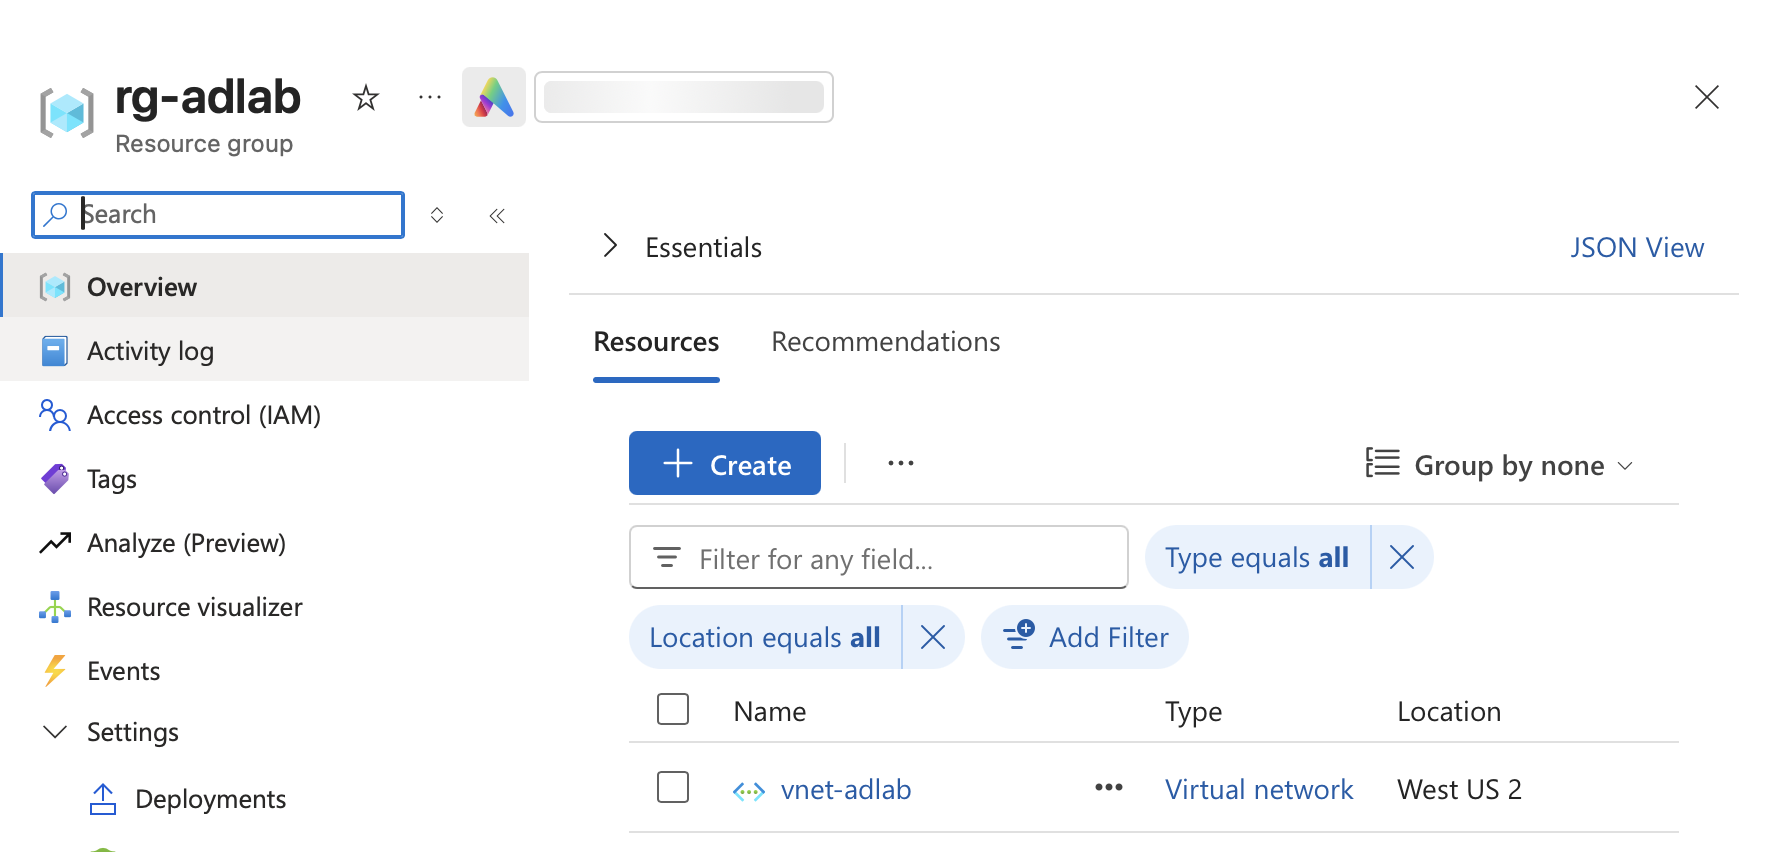 rg-adlab
Resource group
Search
Overview
Activity log
Access control (IAM)
Tags
Analyze (Preview)
Resource visualizer
Events
Settings
Deployments
Essentials
JSON View
Resources Recommendations
Create
Group by none
Filter for any field...
Type equals all
Location equals all
Add Filter
Name Type Location
vnet-adlab Virtual network West US 2